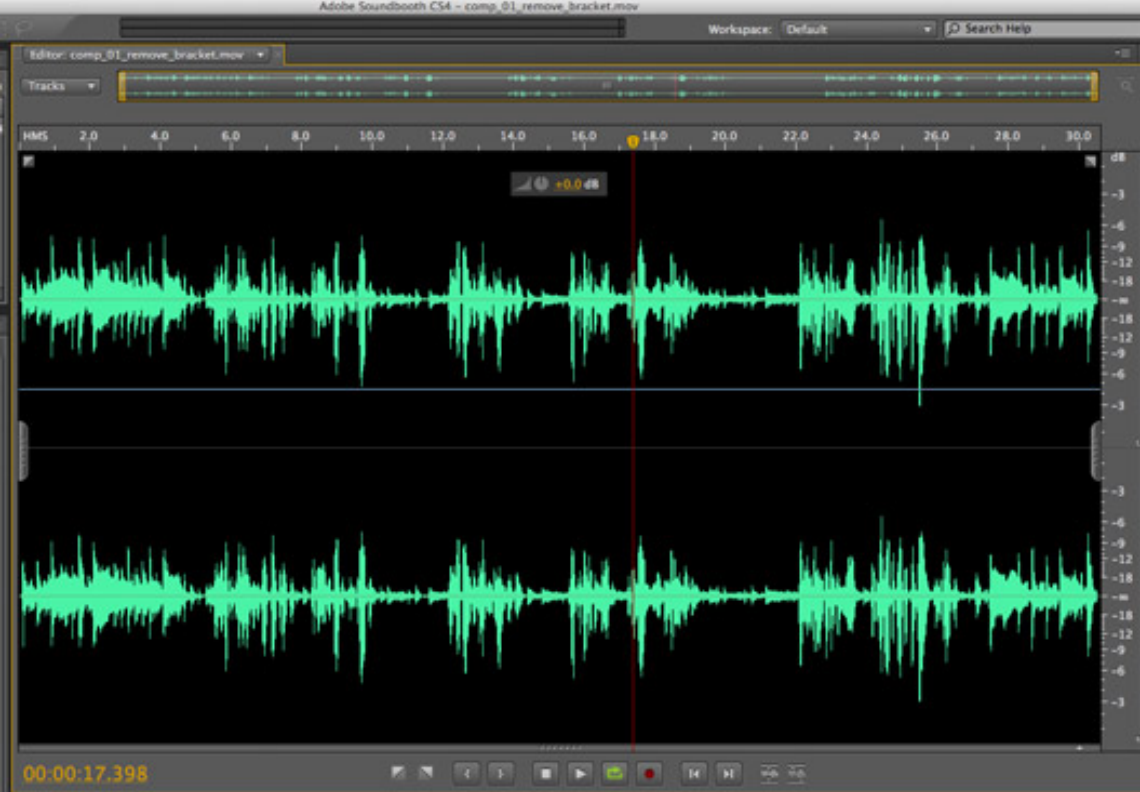 Adobe Soundbooth CS4 – comp_01_remove_bracket.mov
Workspace: Default
Search Help
Editor: comp_01_remove_bracket.mov
Tracks
HMS 2.0 4.0 6.0 8.0 10.0 12.0 14.0 16.0 18.0 20.0 22.0 24.0 26.0 28.0 30.0
dB
+0.0 dB
-3
-6
-9
-12
-18
-∞
-18
-12
-9
-6
-3
-3
-6
-9
-12
-18
-∞
-18
-12
-9
-6
-3
00:00:17.398